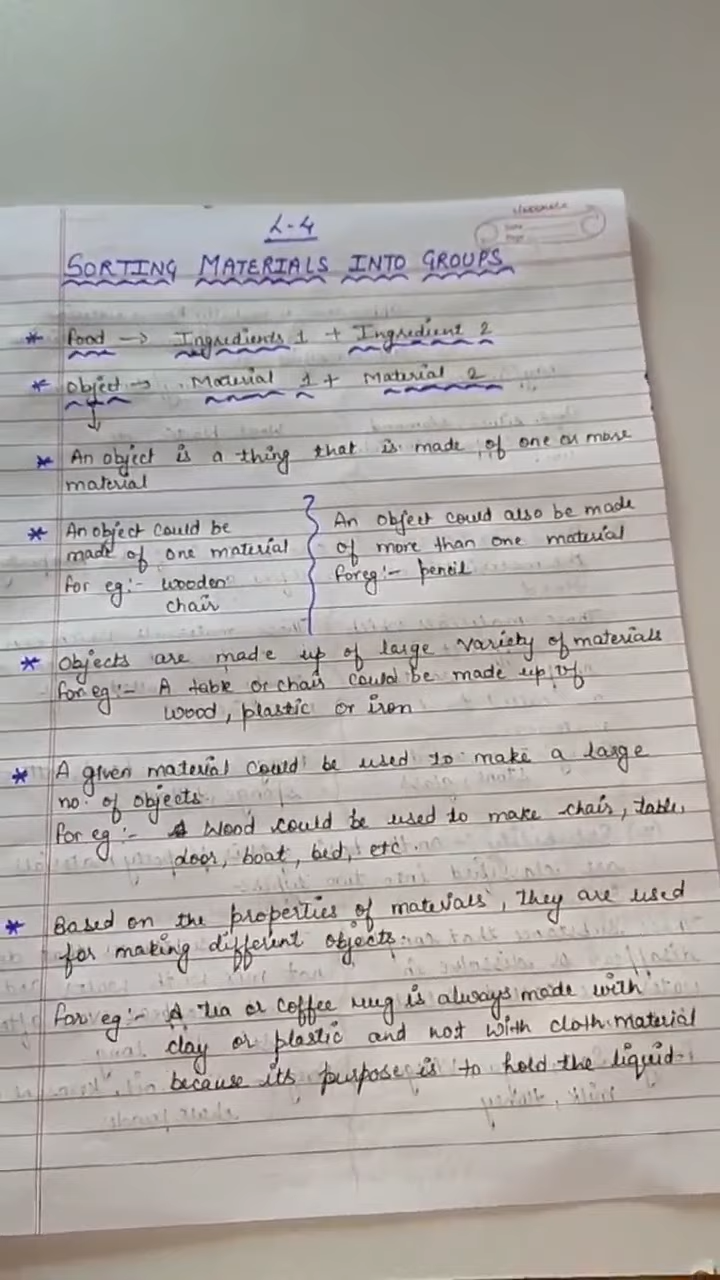 L-4
SORTING MATERIALS INTO GROUPS
* Food -> Ingredients 1 + Ingredient 2
* Object -> Material 1 + Material 2
* An object is a thing that is made of one or more
material
* An object could be
made of one material
for eg:- wooden
chair
An object could also be made
of more than one material
for eg:- pencil
* Objects are made up of large variety of materials
for eg:- A table or chair could be made up of
wood, plastic or iron
* A given material could be used to make a large
no. of objects.
for eg:- Wood could be used to make chair, table,
door, boat, bed, etc.
* Based on the properties of materials, they are used
for making different objects.
for eg:- A tea or coffee mug is always made with
clay or plastic and not with cloth material
because its purpose is to hold the liquid.